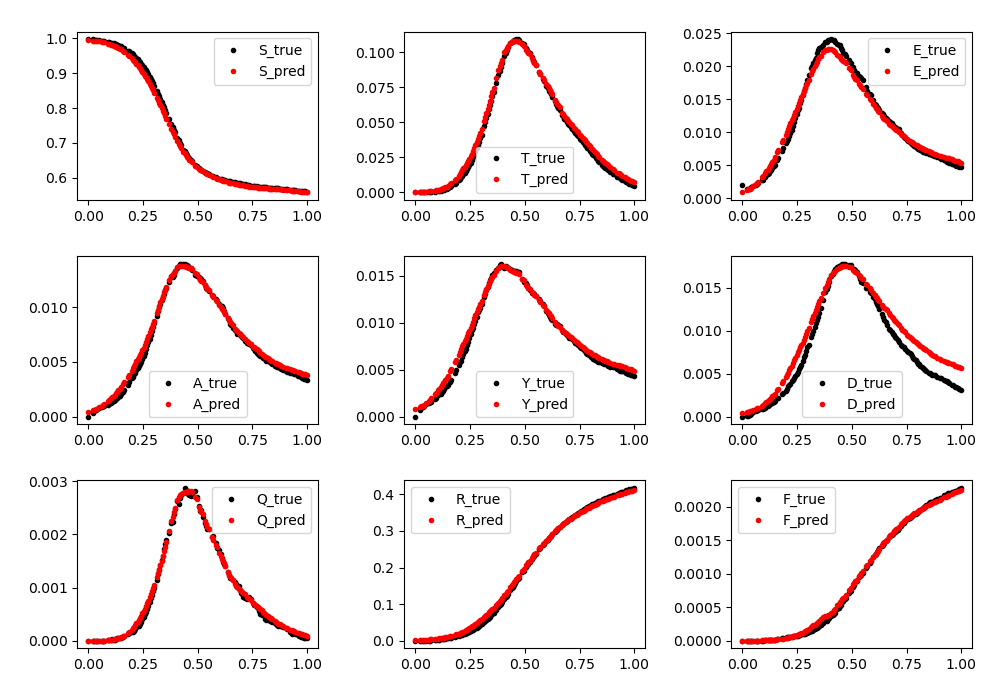 1.0
0.9
0.8
0.7
0.6
0.00 0.25 0.50 0.75 1.00
S_true
S_pred
0.100
0.075
0.050
0.025
0.000
0.00 0.25 0.50 0.75 1.00
T_true
T_pred
0.025
0.020
0.015
0.010
0.005
0.000
0.00 0.25 0.50 0.75 1.00
E_true
E_pred
0.010
0.005
0.000
0.00 0.25 0.50 0.75 1.00
A_true
A_pred
0.015
0.010
0.005
0.000
0.00 0.25 0.50 0.75 1.00
Y_true
Y_pred
0.015
0.010
0.005
0.000
0.00 0.25 0.50 0.75 1.00
D_true
D_pred
0.003
0.002
0.001
0.000
0.00 0.25 0.50 0.75 1.00
Q_true
Q_pred
0.4
0.3
0.2
0.1
0.0
0.00 0.25 0.50 0.75 1.00
R_true
R_pred
0.0020
0.0015
0.0010
0.0005
0.0000
0.00 0.25 0.50 0.75 1.00
F_true
F_pred